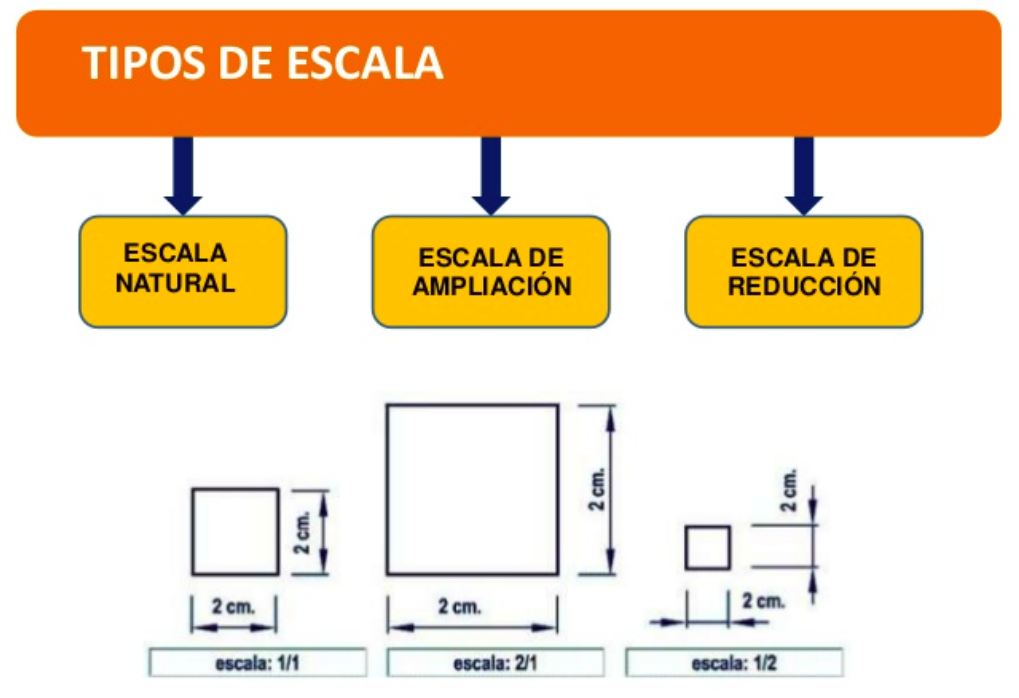 TIPOS DE ESCALA
ESCALA
NATURAL
ESCALA DE
AMPLIACIÓN
ESCALA DE
REDUCCIÓN
2 cm.
2 cm.
escala: 1/1
2 cm.
2 cm.
escala: 2/1
2 cm.
2 cm.
escala: 1/2